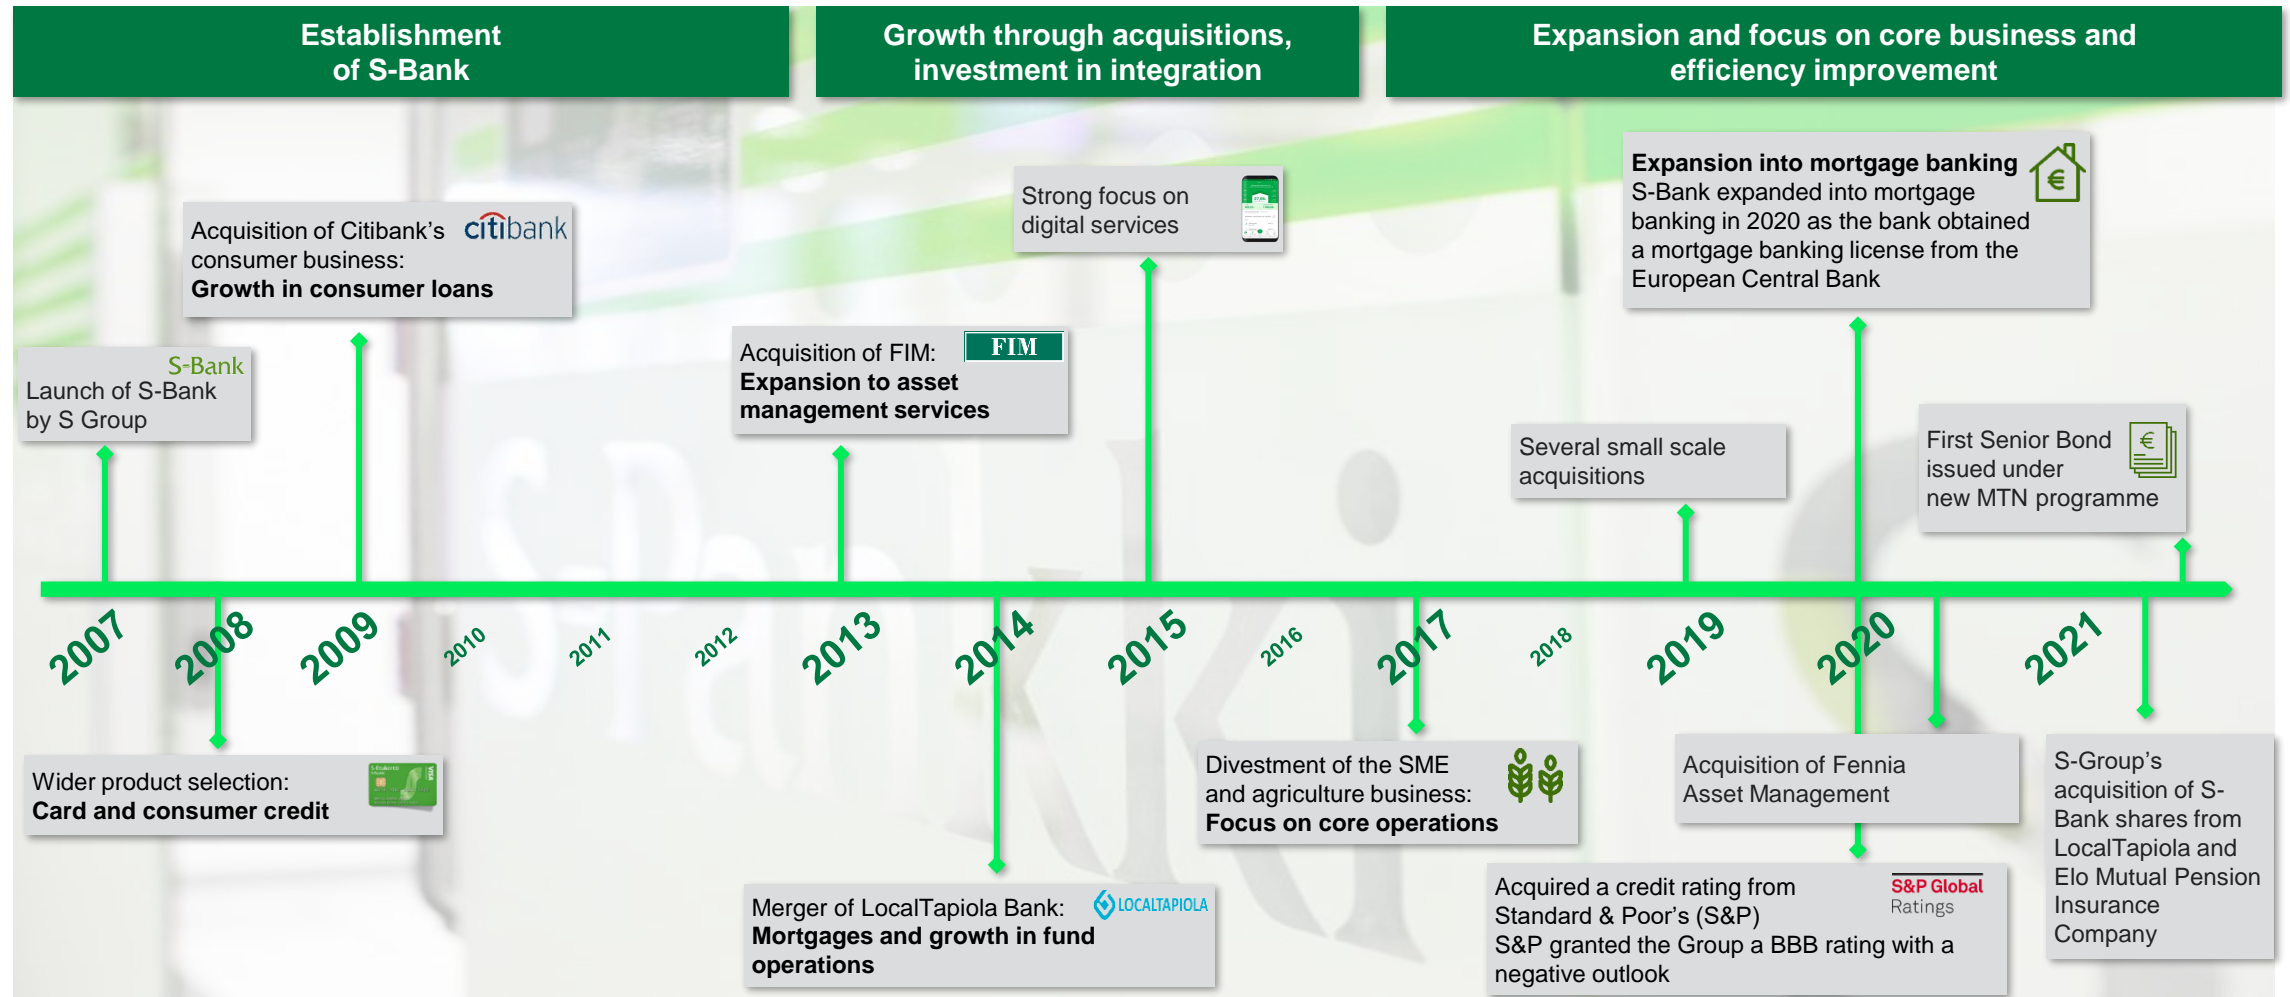 Establishment
of S-Bank
Growth through acquisitions,
investment in integration
Expansion and focus on core business and
efficiency improvement
S-Bank
Launch of S-Bank
by S Group
Acquisition of Citibank's
consumer business:
Growth in consumer loans
citibank
Acquisition of FIM:
Expansion to asset
management services
FIM
Strong focus on
digital services
Several small scale
acquisitions
Expansion into mortgage banking
S-Bank expanded into mortgage
banking in 2020 as the bank obtained
a mortgage banking license from the
European Central Bank
€
First Senior Bond
issued under
new MTN programme
€
2007
2008
2009
2010
2011
2012
2013
2014
2015
2016
2017
2018
2019
2020
2021
Wider product selection:
Card and consumer credit
VISA
Merger of LocalTapiola Bank:
Mortgages and growth in fund
operations
LOCALTAPIOLA
Divestment of the SME
and agriculture business:
Focus on core operations
Acquisition of Fennia
Asset Management
Acquired a credit rating from
Standard & Poor's (S&P)
S&P granted the Group a BBB rating with a
negative outlook
S&P Global
Ratings
S-Group's
acquisition of S-
Bank shares from
LocalTapiola and
Elo Mutual Pension
Insurance
Company
S-Pankki